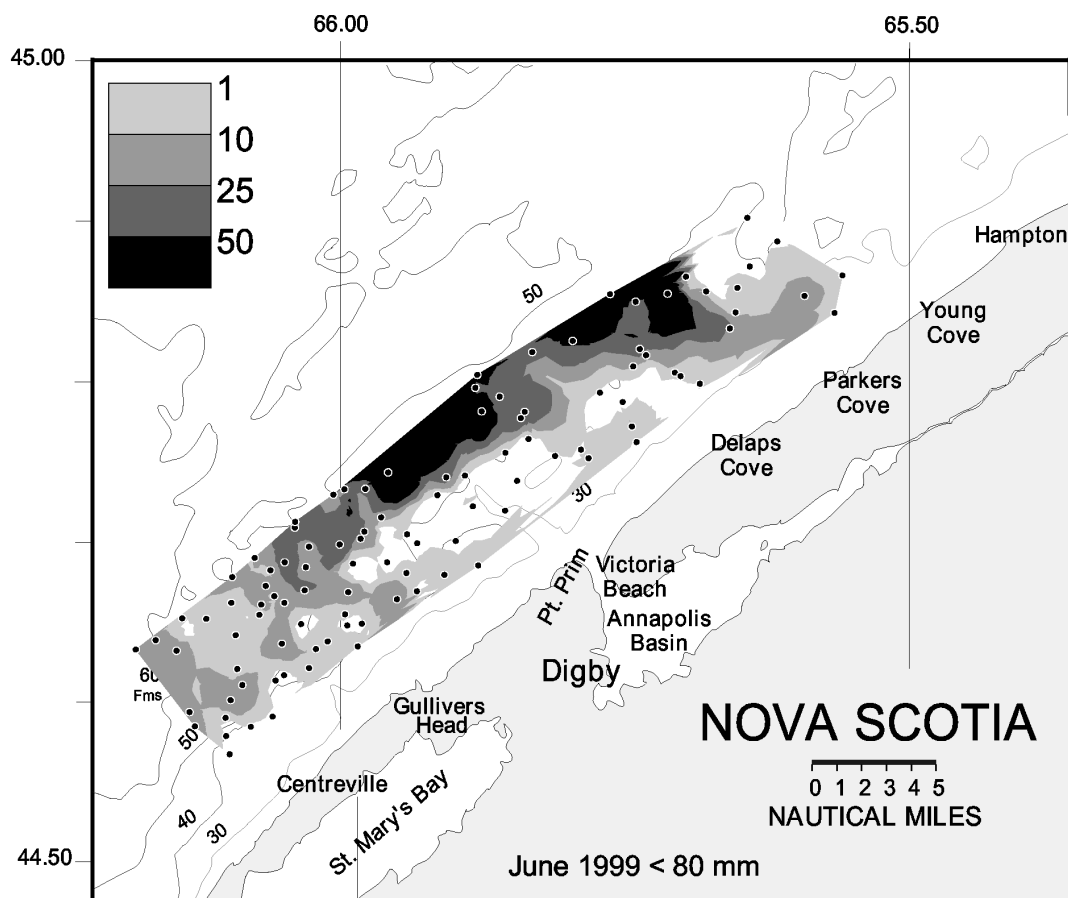 66.00
65.50
45.00
1
10
25
50
Hampton
50
Young
Cove
Parkers
Cove
Delaps
Cove
30
Pt. Prim
Victoria
Beach
Annapolis
Basin
Digby
60
Fms
50
Gullivers
Head
NOVA SCOTIA
0 1 2 3 4 5
NAUTICAL MILES
Centreville
St. Mary's Bay
40
30
44.50
June 1999 < 80 mm